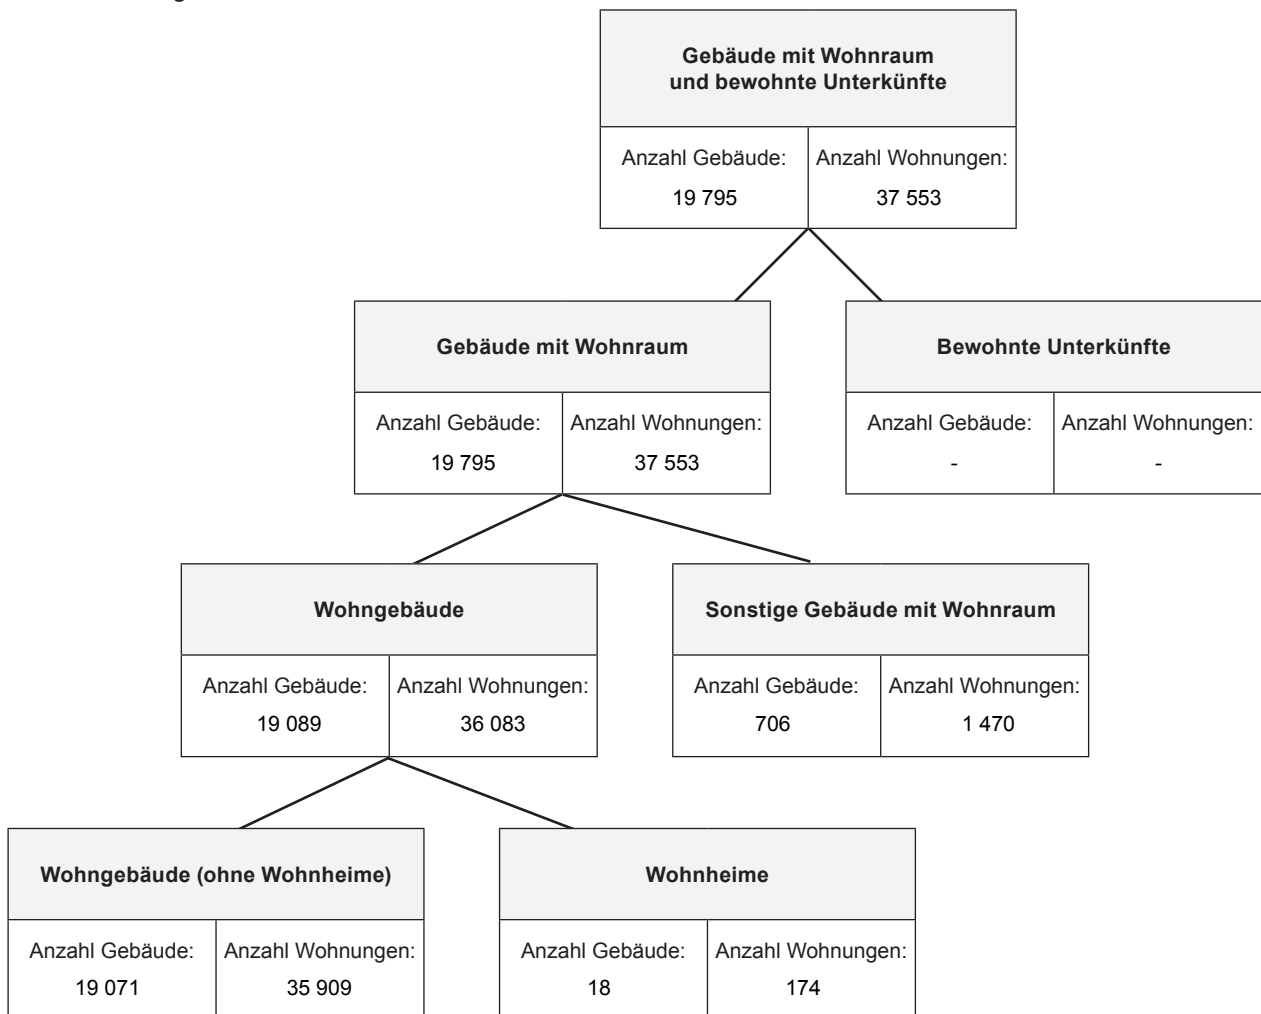 Gebäude mit Wohnraum
und bewohnte Unterkünfte
Anzahl Gebäude: Anzahl Wohnungen:
19 795 37 553
Gebäude mit Wohnraum Bewohnte Unterkünfte
Anzahl Gebäude: Anzahl Wohnungen: Anzahl Gebäude: Anzahl Wohnungen:
19 795 37 553 - -
Wohngebäude Sonstige Gebäude mit Wohnraum
Anzahl Gebäude: Anzahl Wohnungen: Anzahl Gebäude: Anzahl Wohnungen:
19 089 36 083 706 1 470
Wohngebäude (ohne Wohnheime) Wohnheime
Anzahl Gebäude: Anzahl Wohnungen: Anzahl Gebäude: Anzahl Wohnungen:
19 071 35 909 18 174